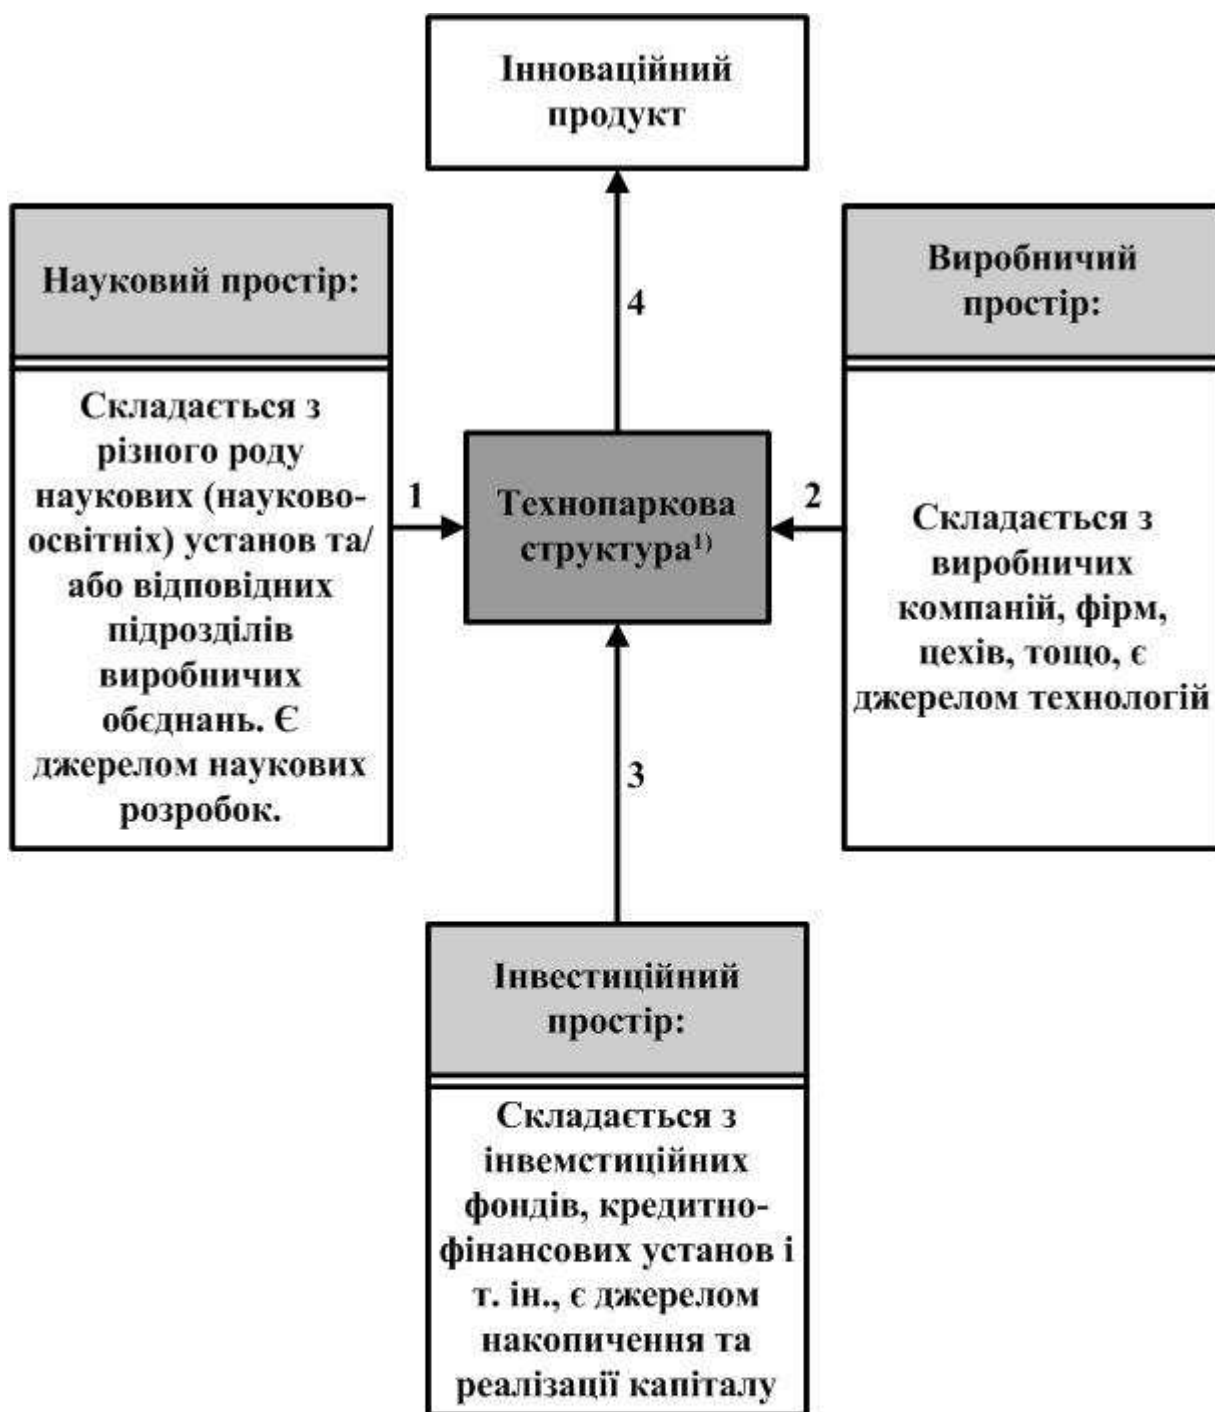 Інноваційний
продукт
4
Науковий простір:
Складається з
різного роду
наукових (науково-
освітніх) установ та/
або відповідних
підрозділів
виробничих
обєднань. Є
джерелом наукових
розробок.
1
Технопаркова
структура¹⁾
2
Виробничий
простір:
Складається з
виробничих
компаній, фірм,
цехів, тощо, є
джерелом технологій
3
Інвестиційний
простір:
Складається з
інвемстиційних
фондів, кредитно-
фінансових установ і
т. ін., є джерелом
накопичення та
реалізації капіталу